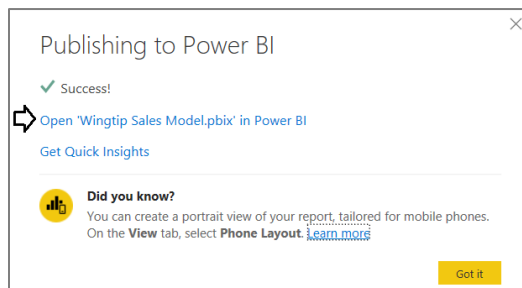 Publishing to Power BI
Success!
Open 'Wingtip Sales Model.pbix' in Power BI
Get Quick Insights
Did you know?
You can create a portrait view of your report, tailored for mobile phones.
On the View tab, select Phone Layout. Learn more
Got it